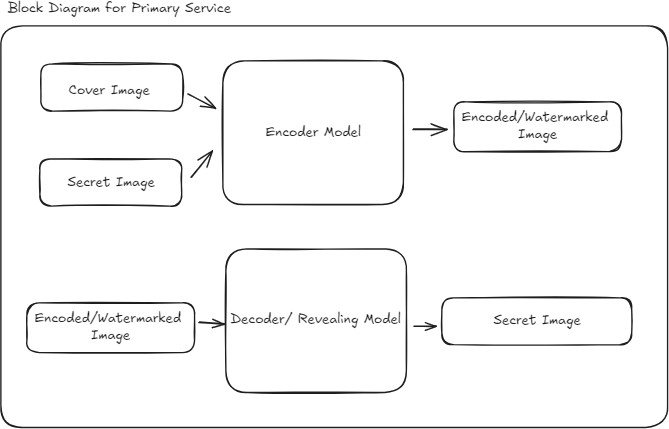 Block Diagram for Primary Service
Cover Image
Encoder Model
Encoded/Watermarked
Image
Secret Image
Encoded/Watermarked
Image
Decoder/ Revealing Model
Secret Image